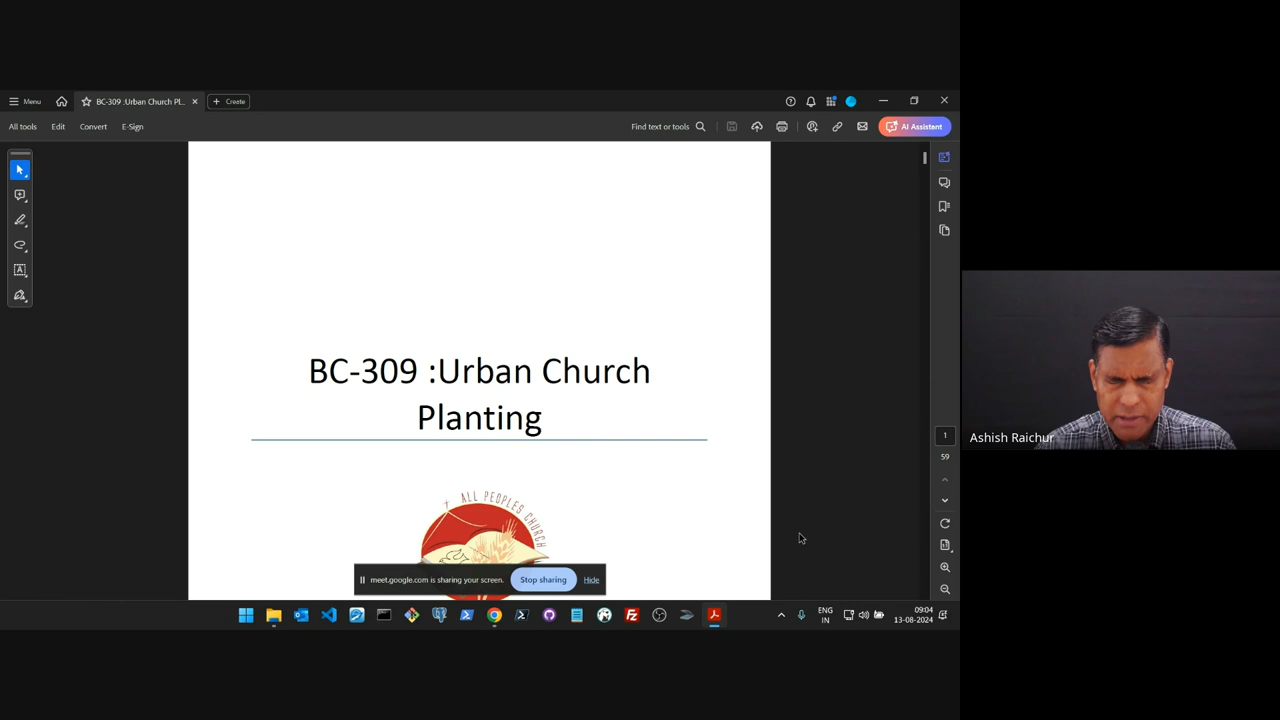 Menu
BC-309 :Urban Church Pl...
Create
All tools
Edit
Convert
E-Sign
Find text or tools
AI Assistant
BC-309 :Urban Church
Planting
ALL PEOPLES CHURCH
1
59
meet.google.com is sharing your screen.
Stop sharing
Hide
ENG
IN
09:04
13-08-2024
Ashish Raichur